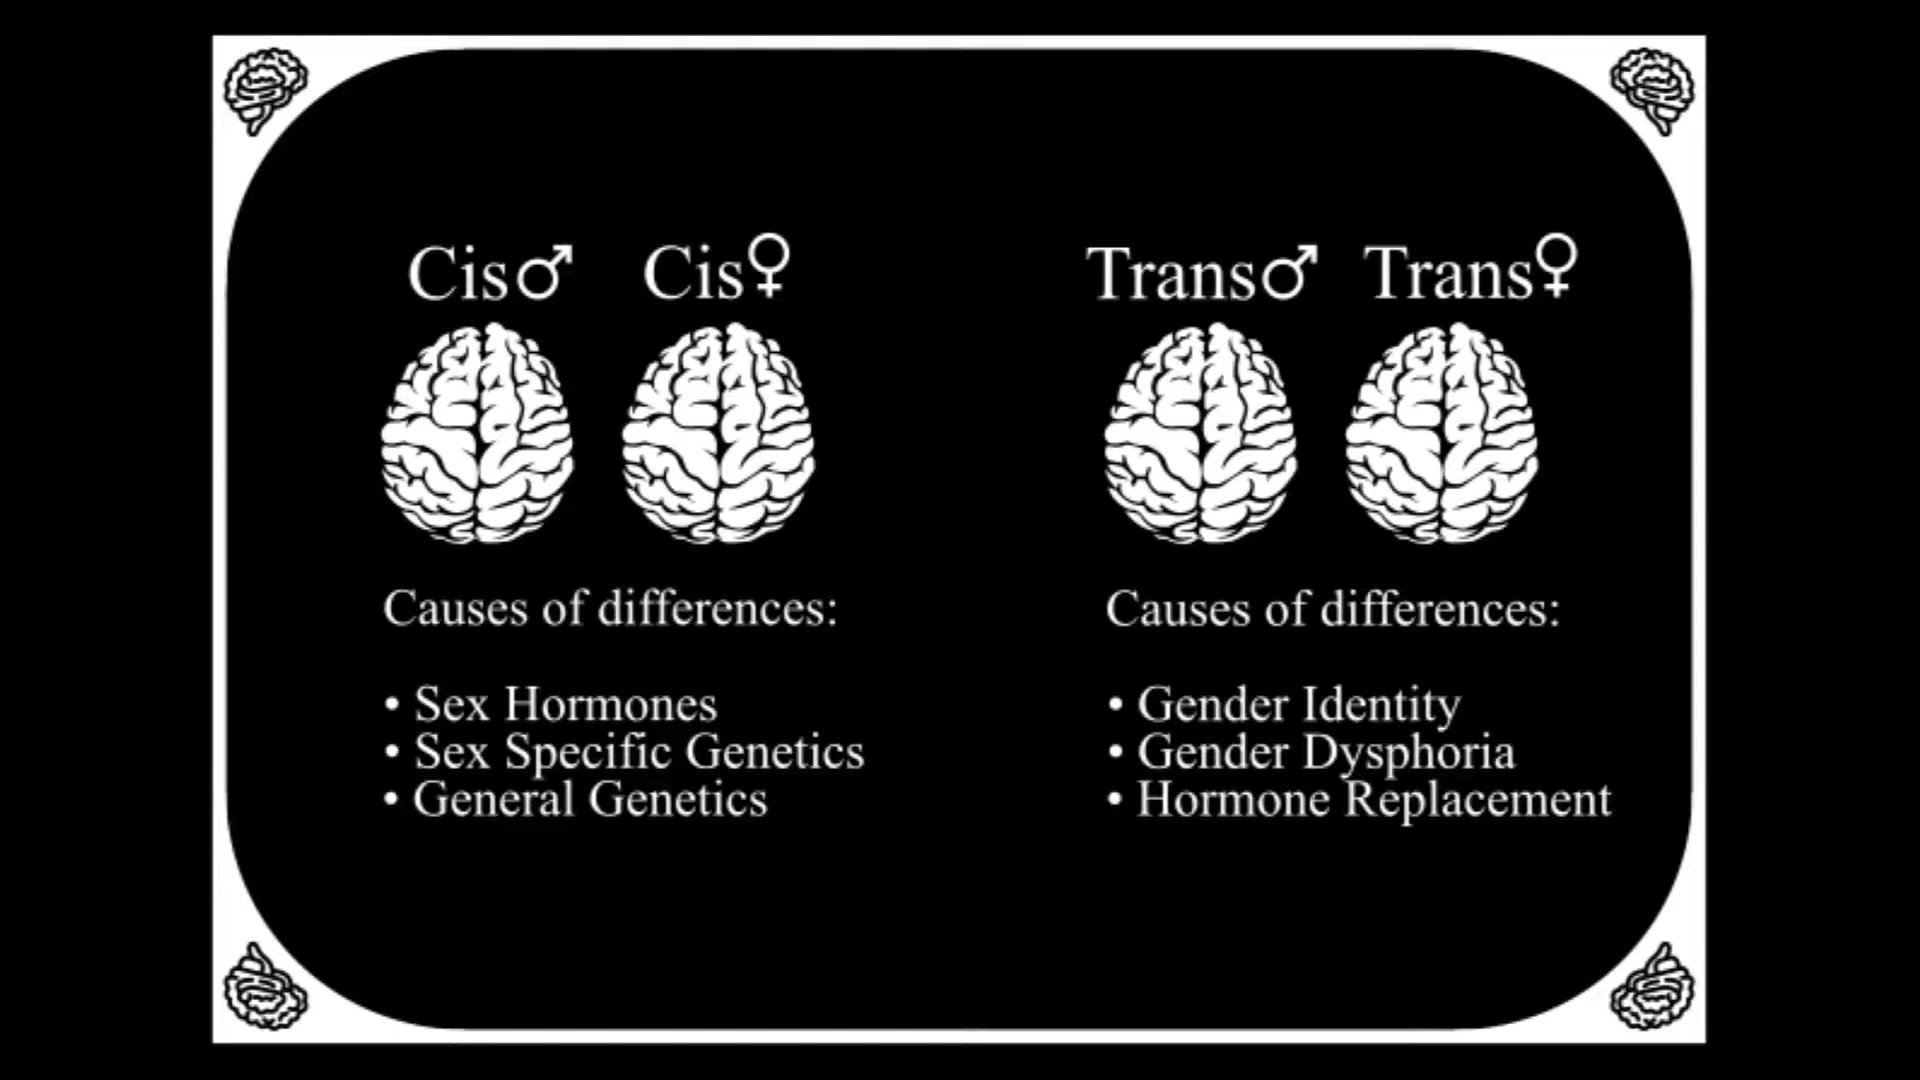 Cis♂ Cis♀
Causes of differences:
• Sex Hormones
• Sex Specific Genetics
• General Genetics
Trans♂ Trans♀
Causes of differences:
• Gender Identity
• Gender Dysphoria
• Hormone Replacement